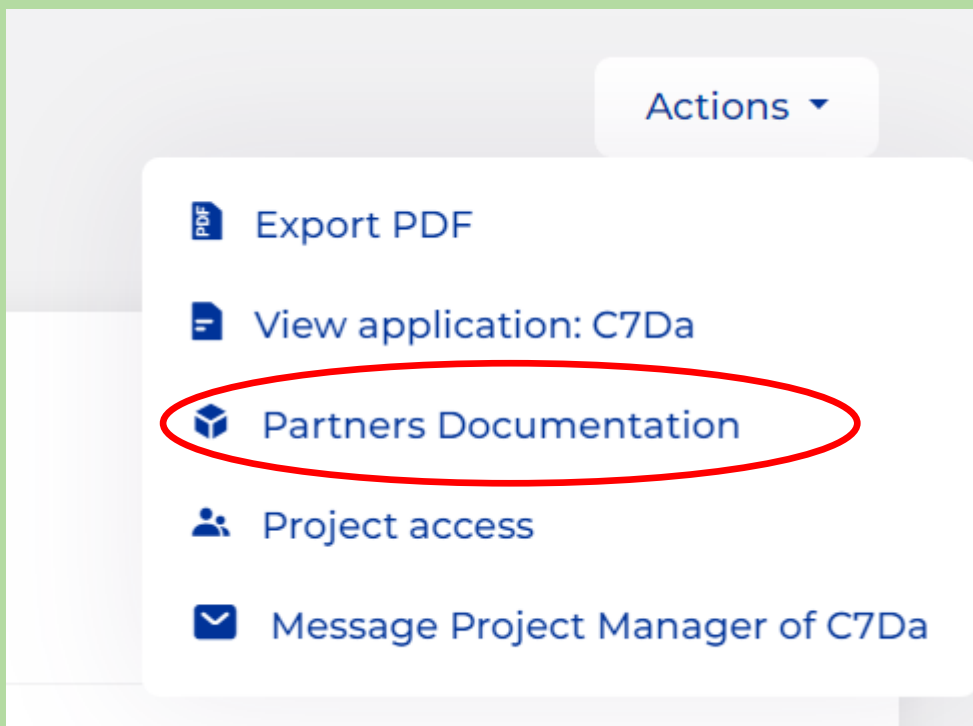 Actions
PDF
Export PDF
View application: C7Da
Partners Documentation
Project access
Message Project Manager of C7Da